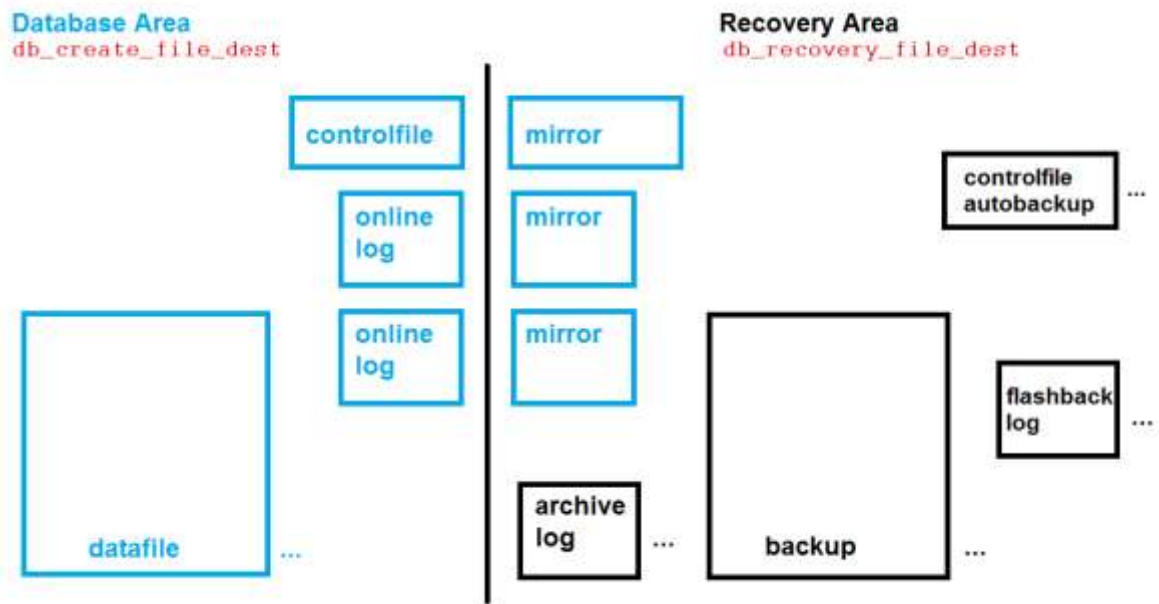 Database Area
db_create_file_dest
Recovery Area
db_recovery_file_dest
controlfile
mirror
controlfile
autobackup
...
online
log
mirror
online
log
mirror
flashback
log
...
datafile
...
archive
log
...
backup
...